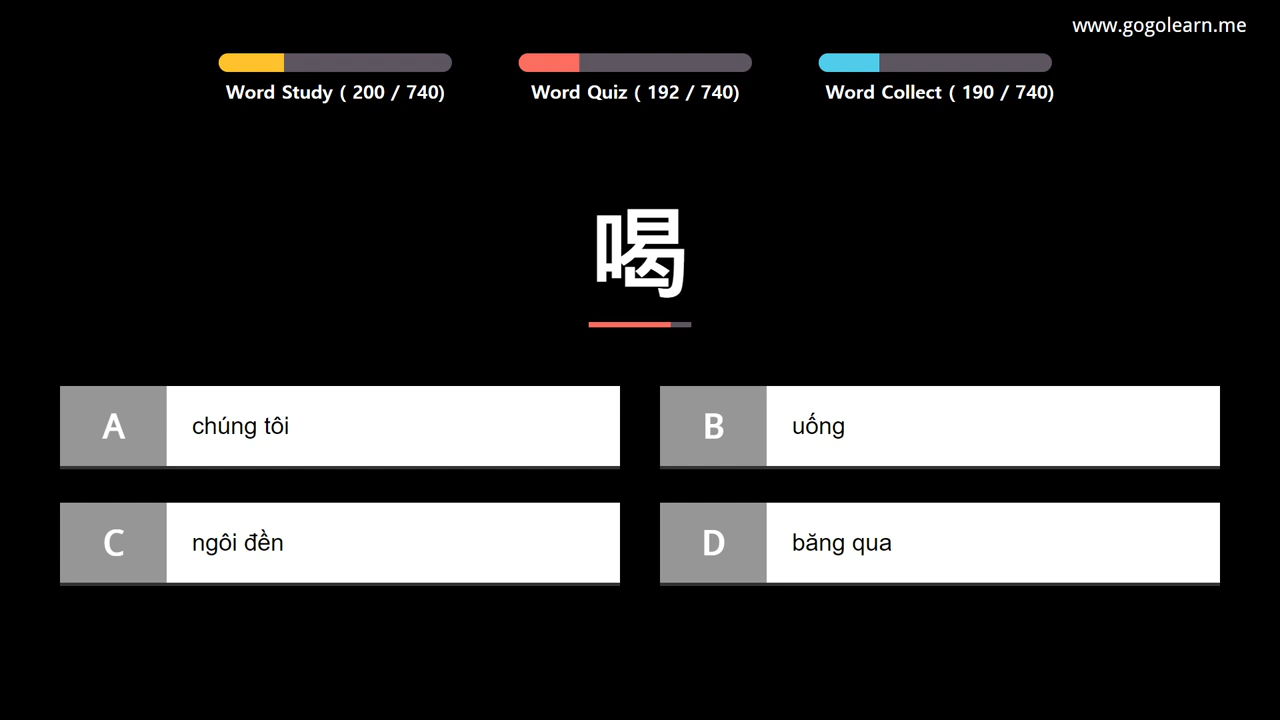 www.gogolearn.me
Word Study ( 200 / 740)
Word Quiz ( 192 / 740)
Word Collect ( 190 / 740)
喝
A
chúng tôi
B
uống
C
ngôi đền
D
băng qua